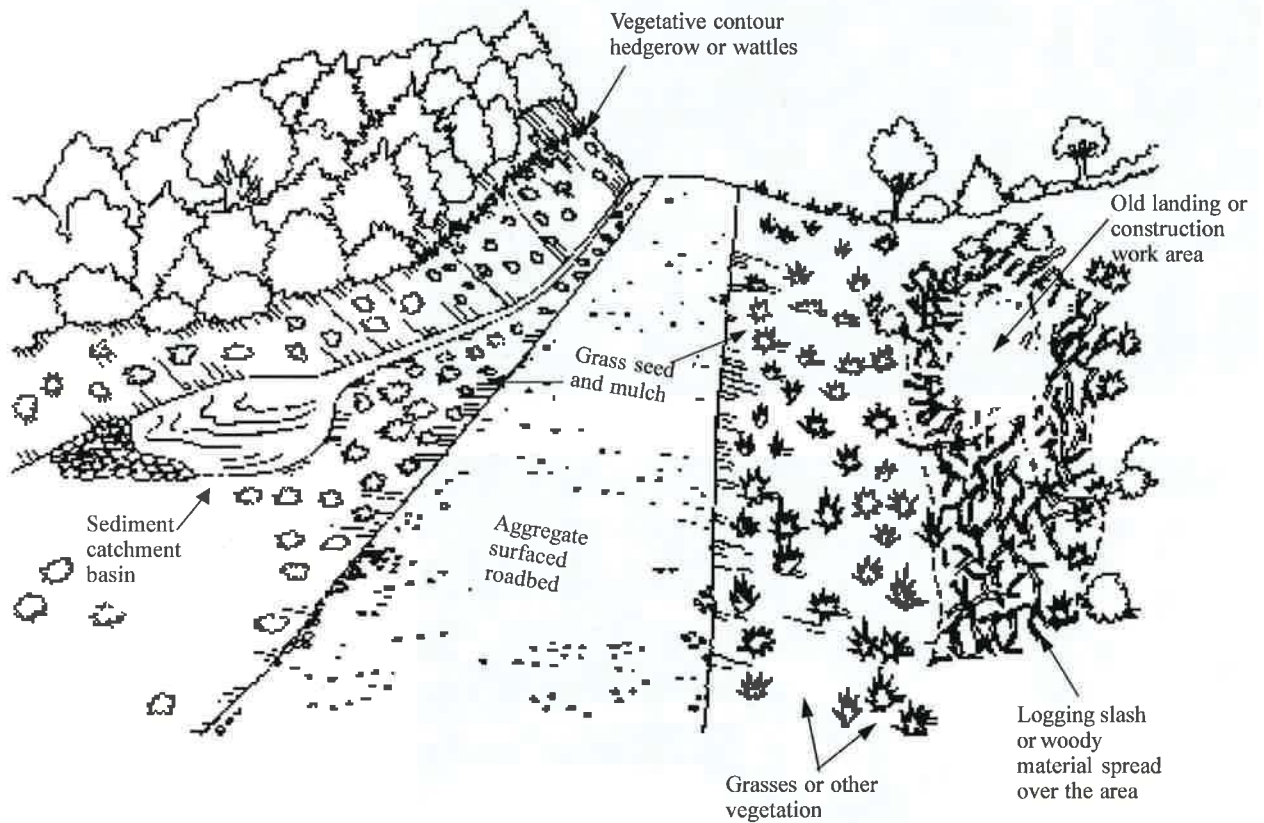 Vegetative contour
hedgerow or wattles
Old landing or
construction
work area
Grass seed
and mulch
Sediment
catchment
basin
Aggregate
surfaced
roadbed
Logging slash
or woody
material spread
over the area
Grasses or other
vegetation